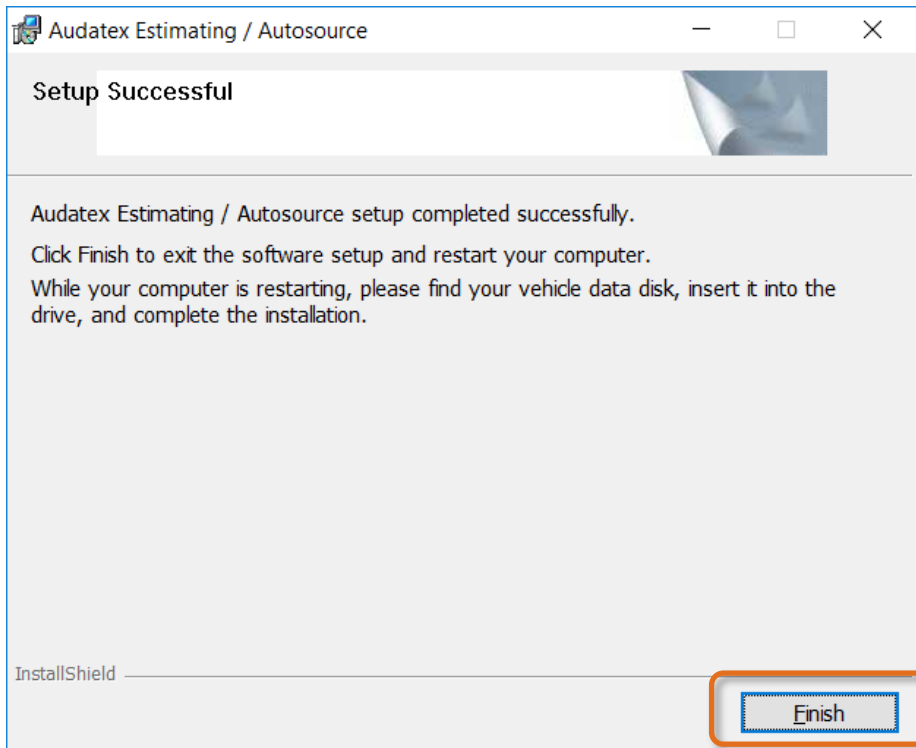 Audatex Estimating / Autosource
Setup Successful
Audatex Estimating / Autosource setup completed successfully.
Click Finish to exit the software setup and restart your computer.
While your computer is restarting, please find your vehicle data disk, insert it into the
drive, and complete the installation.
InstallShield
Finish